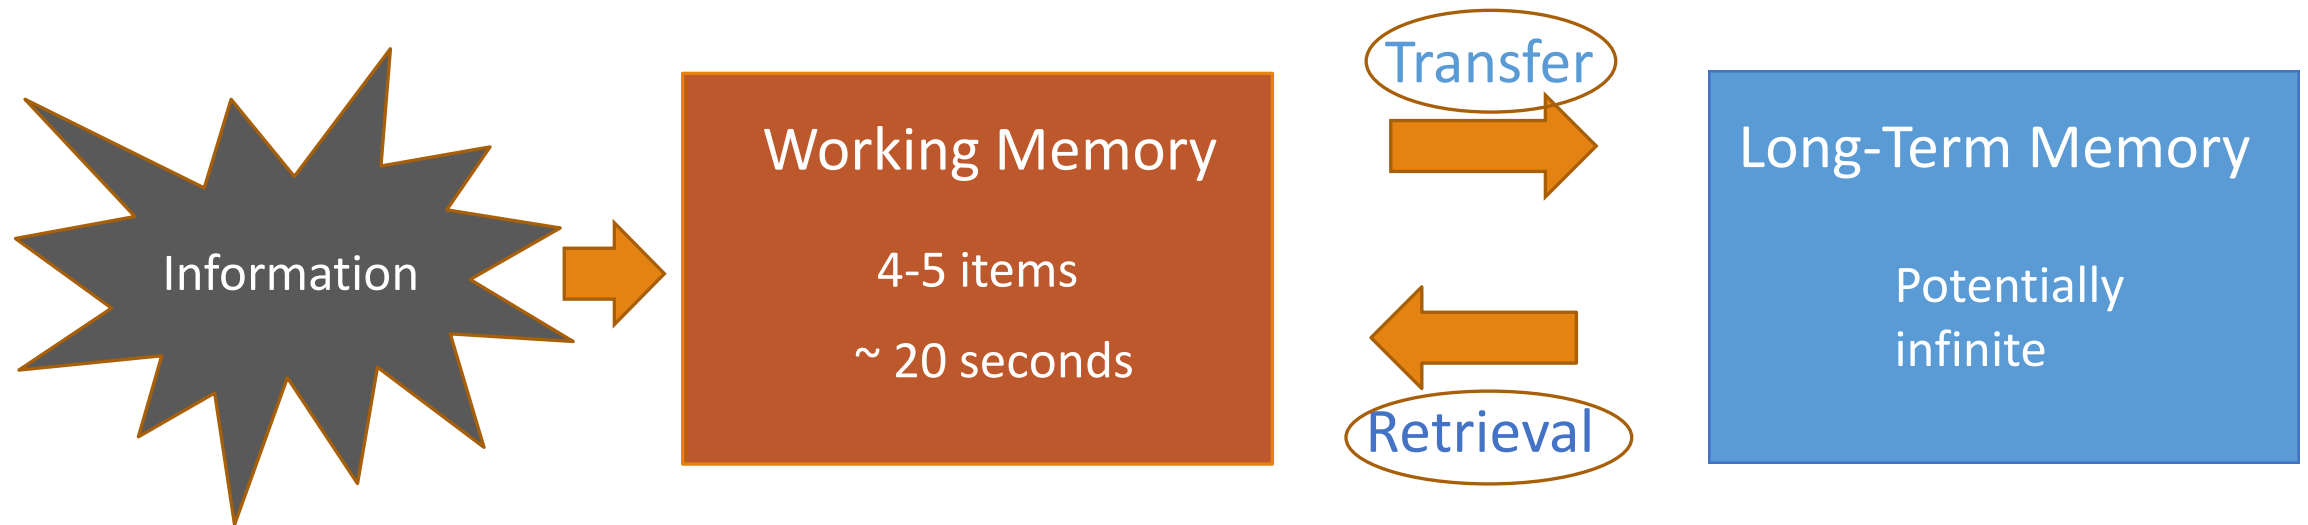 Information
Working Memory
4-5 items
~ 20 seconds
Transfer
Retrieval
Long-Term Memory
Potentially
infinite